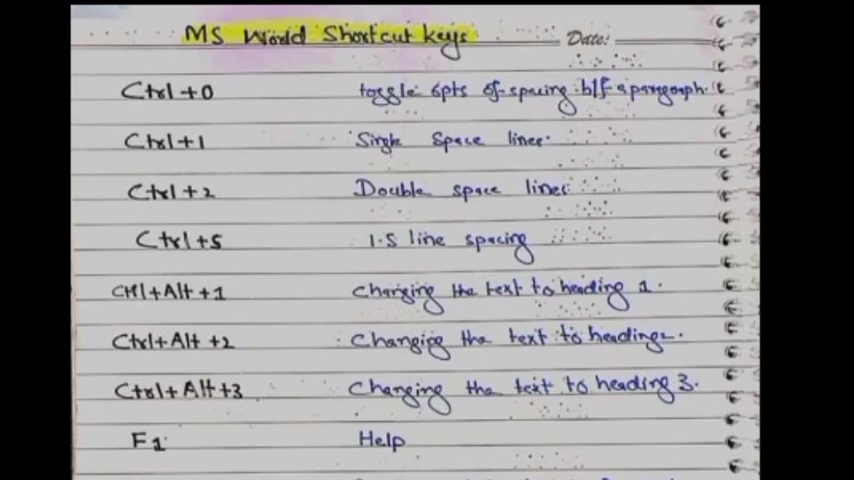 MS World Shortcut Keys Date:
Ctrl +0 toggle 6pts of spacing b/f a paragraph.
Ctrl +1 Single Space lines.
Ctrl +2 Double space lines
Ctrl +5 1.5 line spacing
Ctrl+Alt +1 Changing the text to heading 1.
Ctrl+Alt +2 Changing the text to heading 2.
Ctrl+Alt +3 Changing the text to heading 3.
F1 Help